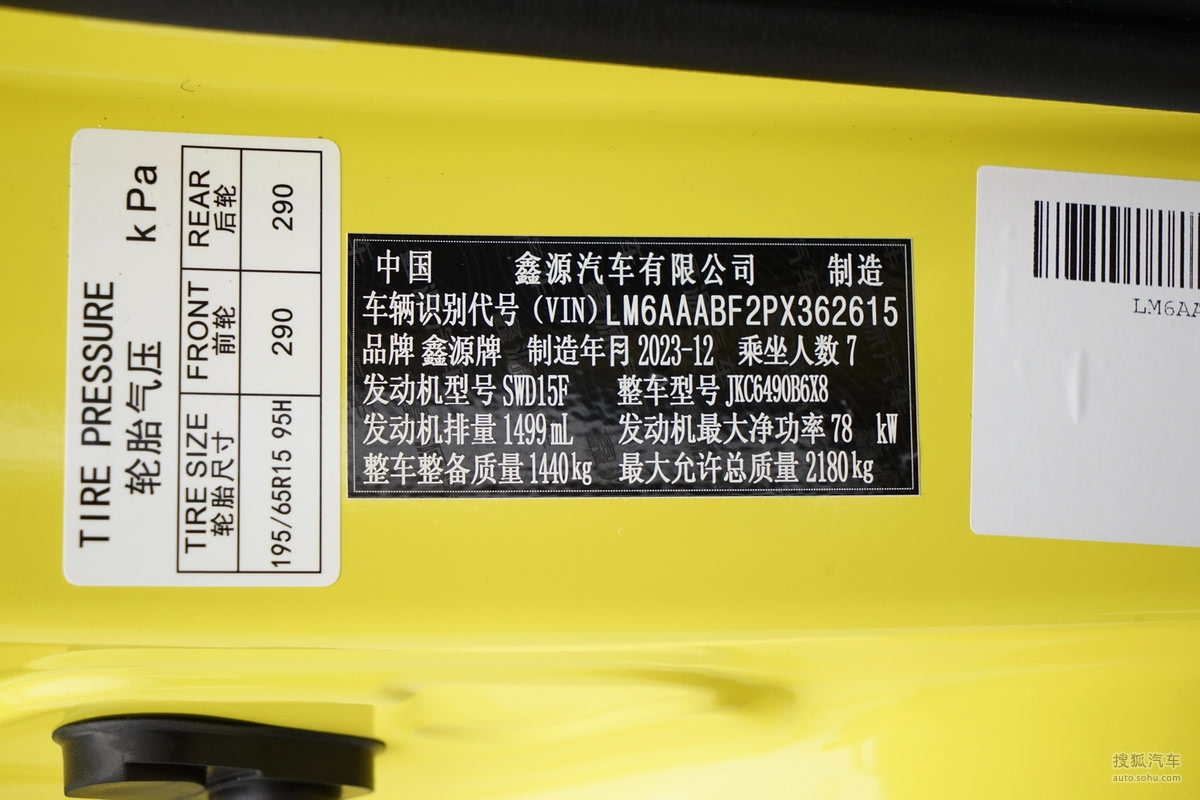 TIRE PRESSURE kPa
轮胎气压
TIRE SIZE 轮胎尺寸 FRONT 前轮 REAR 后轮
195/65R15 95H 290 290
中国 鑫源汽车有限公司 制造
车辆识别代号（VIN）LM6AAABF2PX362615
品牌 鑫源牌 制造年月 2023-12 乘坐人数 7
发动机型号 SWD15F 整车型号 JKC6490B6X8
发动机排量 1499mL 发动机最大净功率 78 kW
整车整备质量 1440kg 最大允许总质量 2180kg
LM6AA
搜狐汽车
auto.sohu.com